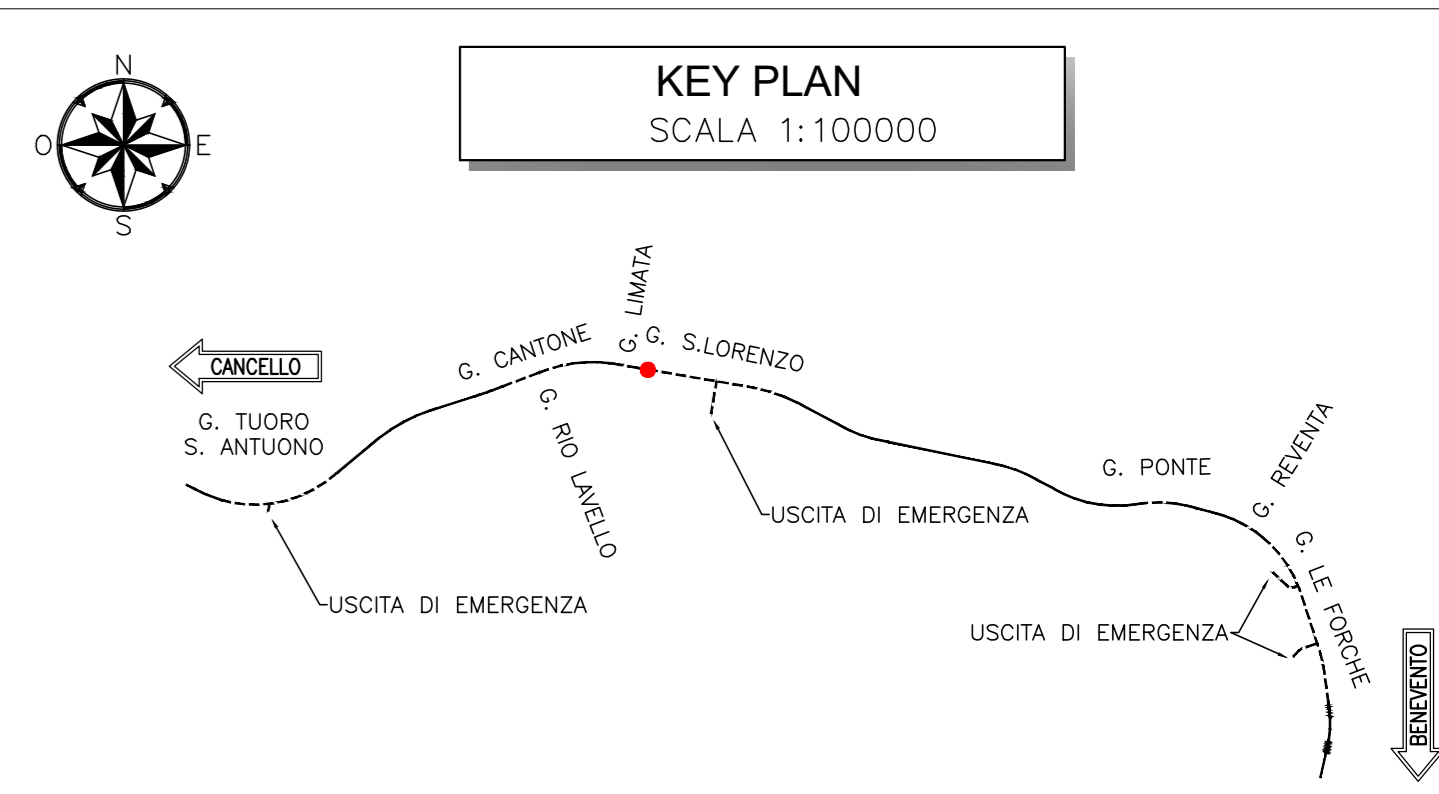 N
O
E
S
KEY PLAN
SCALA 1:100000
CANCELLO
G. TUORO
S. ANTUONO
G. CANTONE
G. LIMATA
G. S.LORENZO
G. RIO LAVELLO
USCITA DI EMERGENZA
USCITA DI EMERGENZA
G. PONTE
G. REVENTA
G. LE FORCHE
USCITA DI EMERGENZA
BENEVENTO